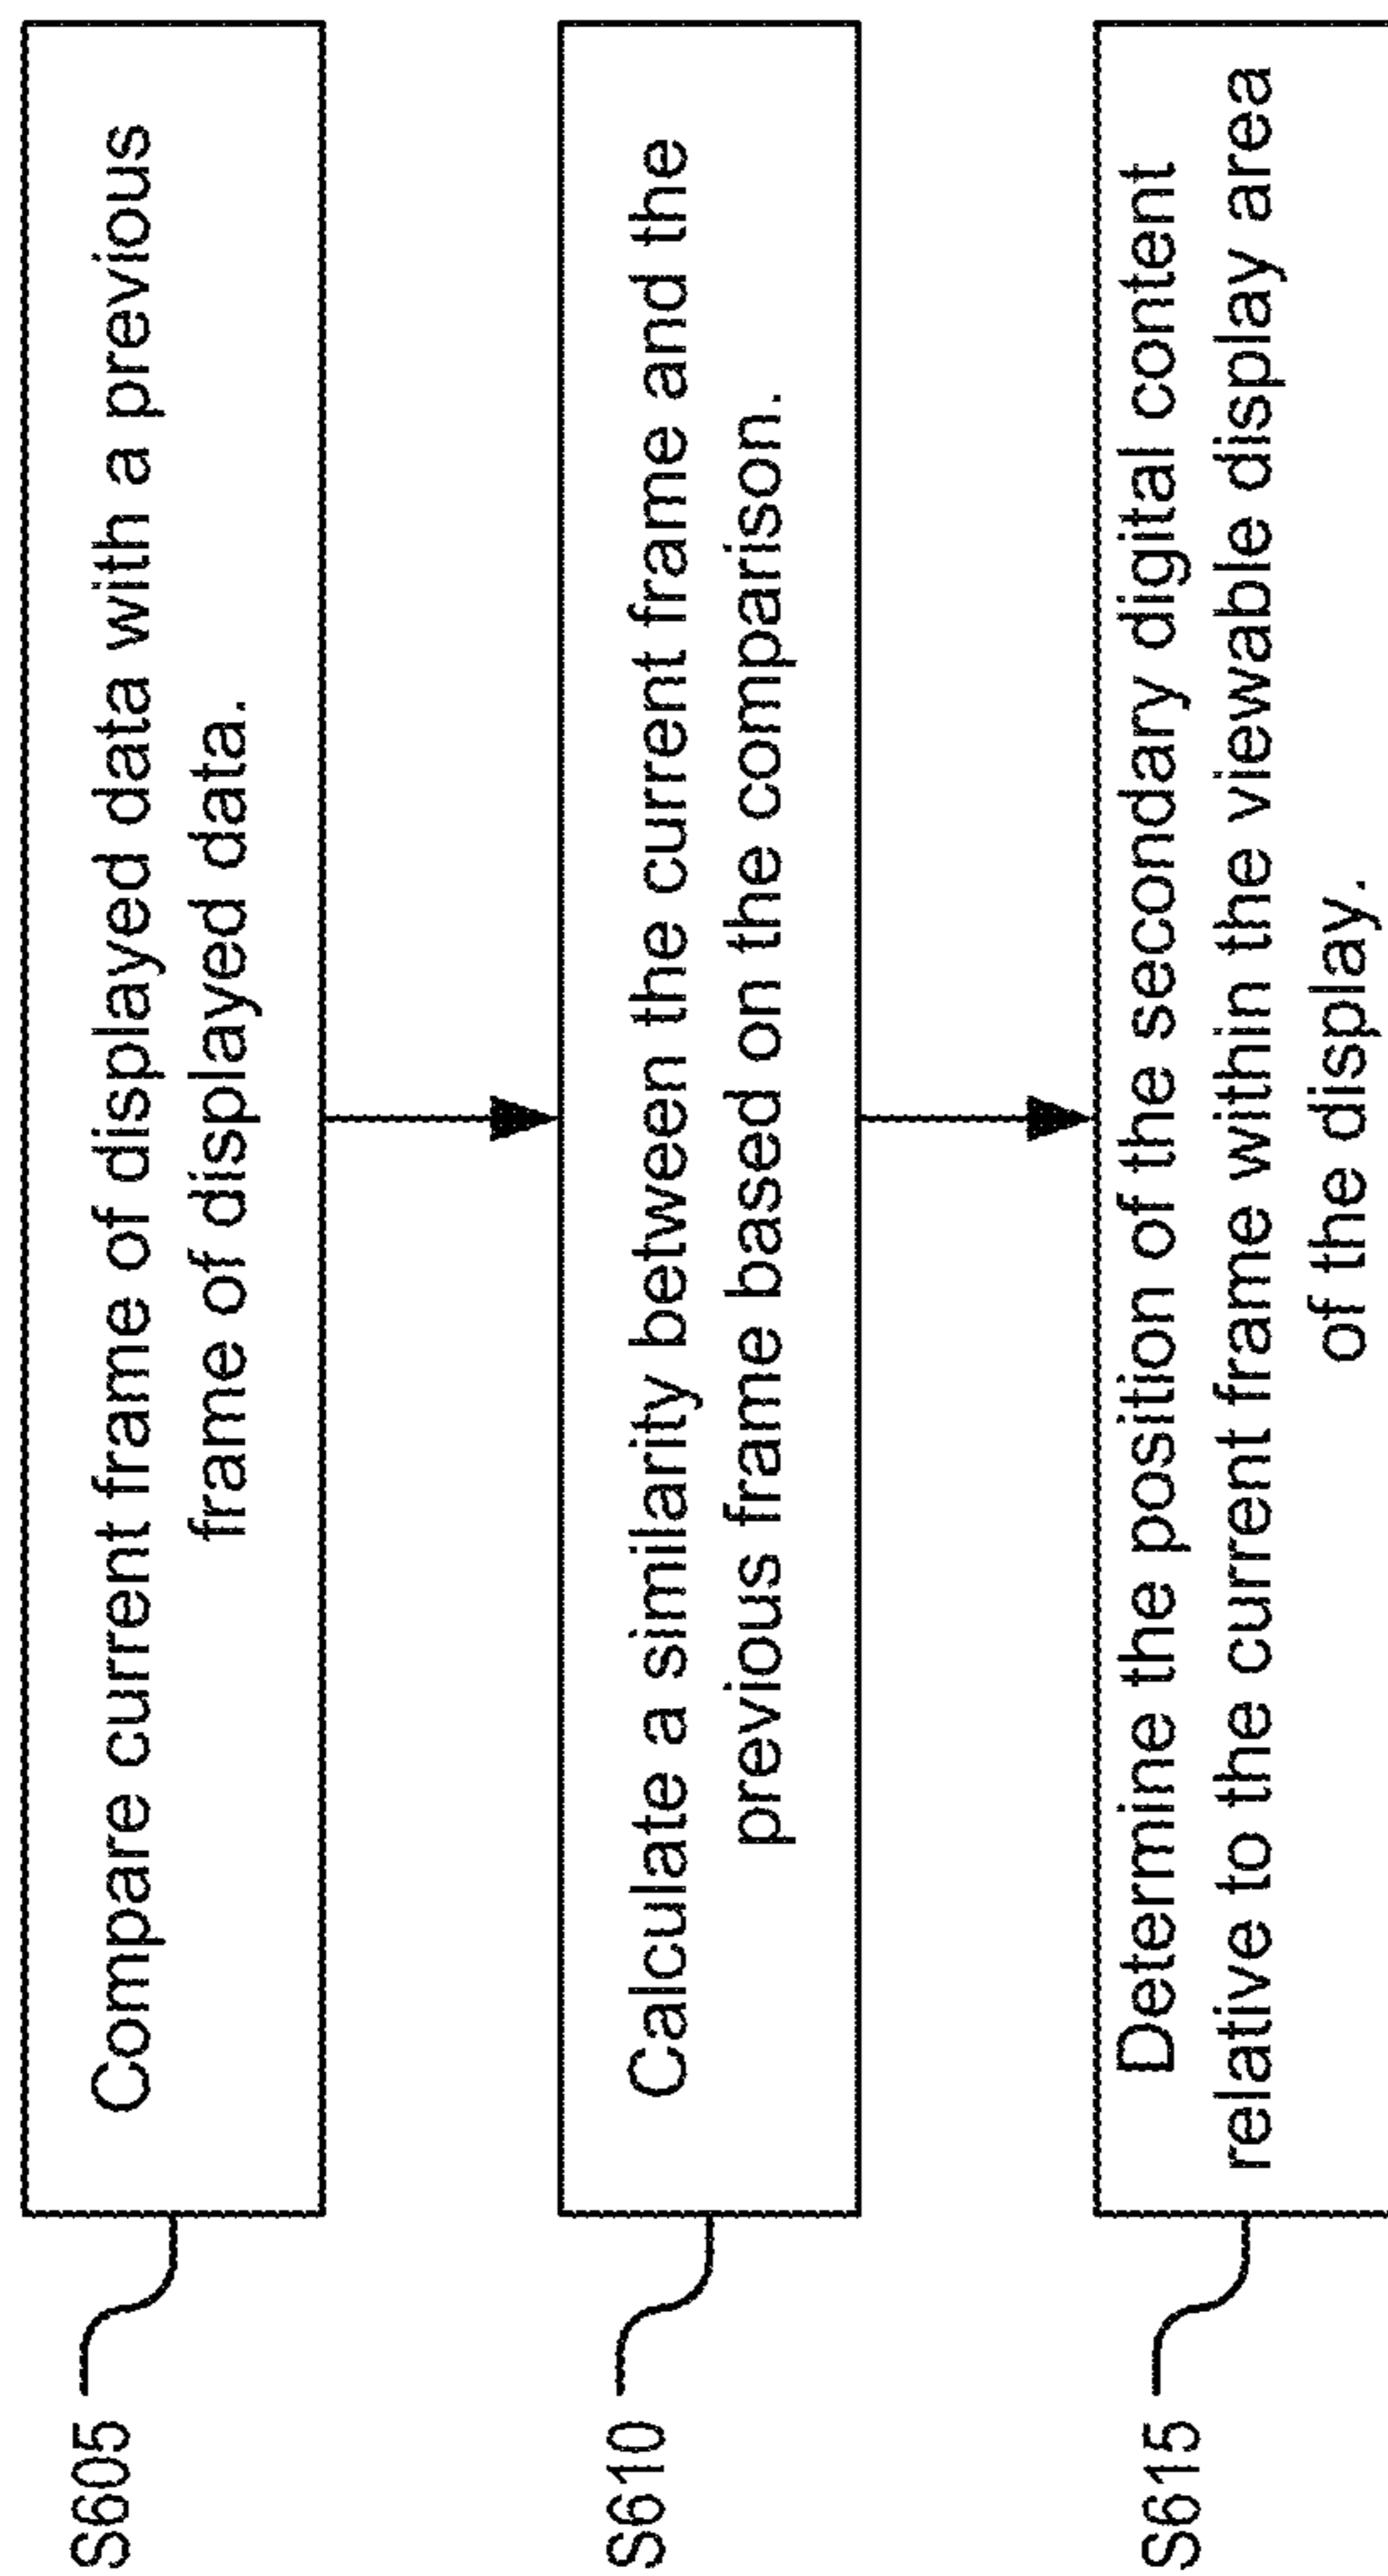 S605
Compare current frame of displayed data with a previous
frame of displayed data.
S610
Calculate a similarity between the current frame and the
previous frame based on the comparison.
S615
Determine the position of the secondary digital content
relative to the current frame within the viewable display area
of the display.